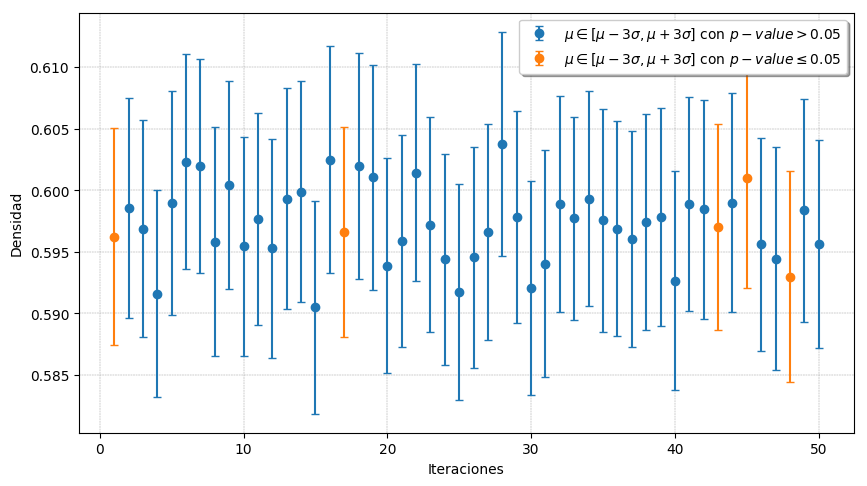 μ ∈ [μ − 3σ, μ + 3σ] con p − value > 0.05
μ ∈ [μ − 3σ, μ + 3σ] con p − value ≤ 0.05
0.610
0.605
0.600
0.595
0.590
0.585
Densidad
0 10 20 30 40 50
Iteraciones